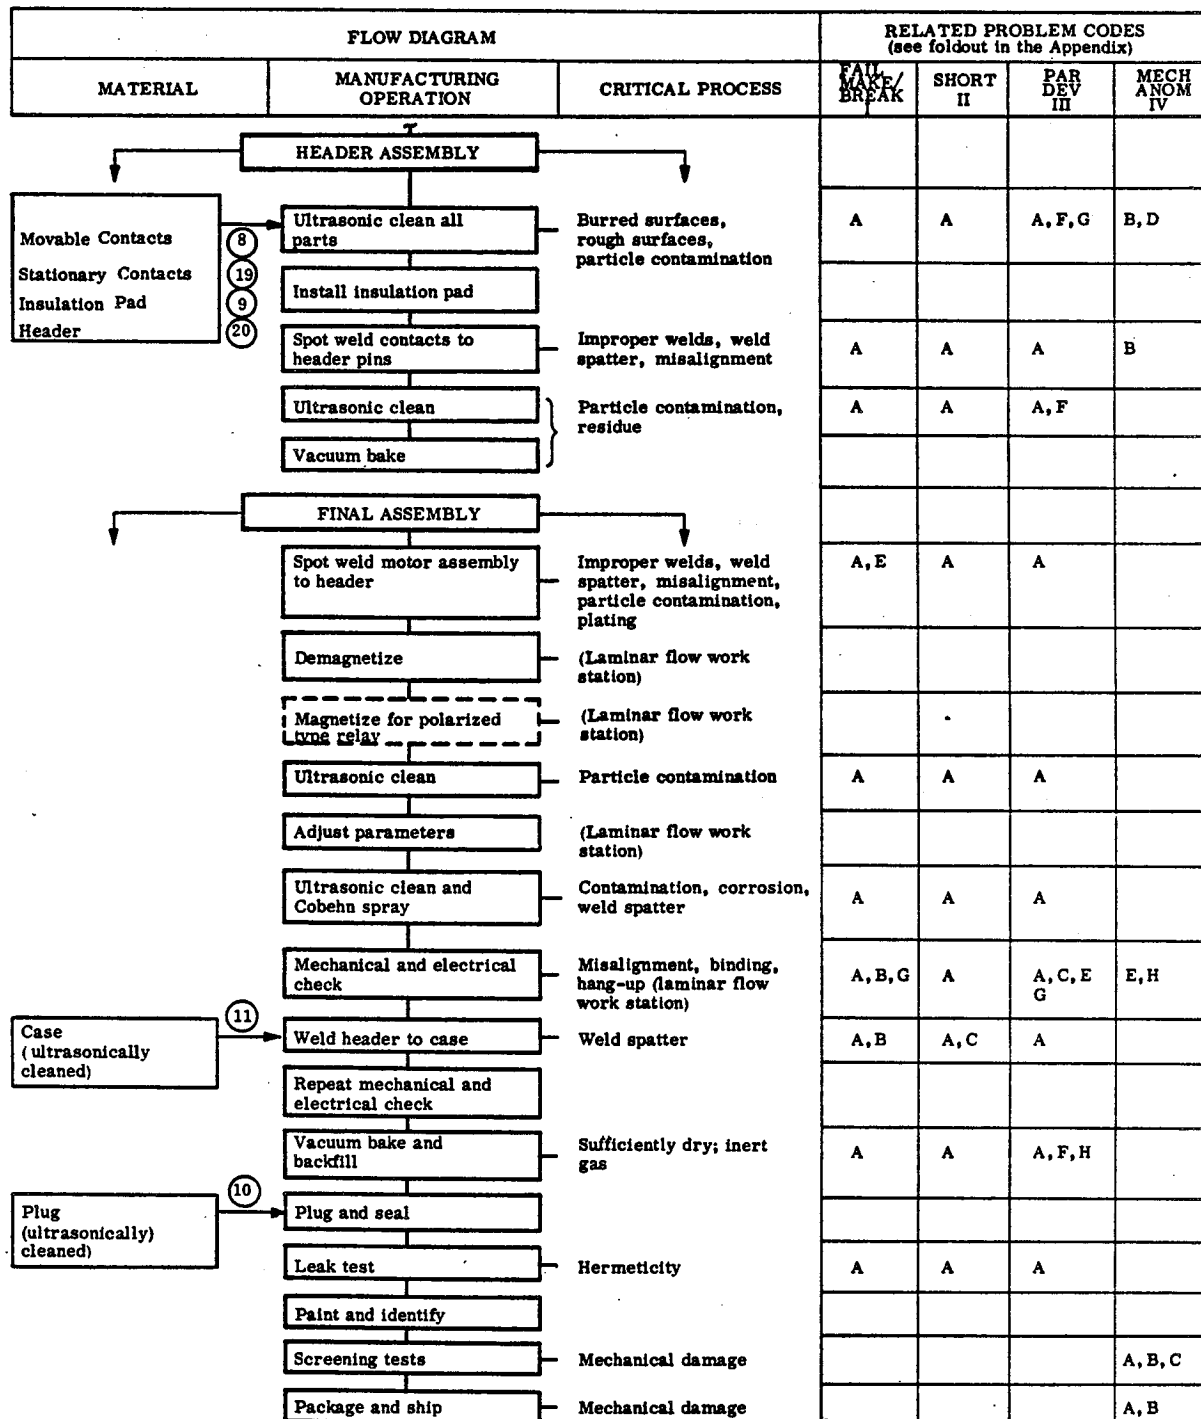 FLOW DIAGRAM
RELATED PROBLEM CODES
(see foldout in the Appendix)
MATERIAL
MANUFACTURING
OPERATION
CRITICAL PROCESS
FAIL
MAKE/
BREAK
I
SHORT
II
PAR
DEV
III
MECH
ANOM
IV
HEADER ASSEMBLY
Movable Contacts 8
Stationary Contacts 19
Insulation Pad 9
Header 20
Ultrasonic clean all
parts
Burred surfaces,
rough surfaces,
particle contamination
A A A, F, G B, D
Install insulation pad
Spot weld contacts to
header pins
Improper welds, weld
spatter, misalignment
A A A B
Ultrasonic clean
Particle contamination,
residue
A A A, F
Vacuum bake
FINAL ASSEMBLY
Spot weld motor assembly
to header
Improper welds, weld
spatter, misalignment,
particle contamination,
plating
A, E A A
Demagnetize
(Laminar flow work
station)
Magnetize for polarized
type relay
(Laminar flow work
station)
Ultrasonic clean
Particle contamination
A A A
Adjust parameters
(Laminar flow work
station)
Ultrasonic clean and
Cobehn spray
Contamination, corrosion,
weld spatter
A A A
Mechanical and electrical
check
Misalignment, binding,
hang-up (laminar flow
work station)
A, B, G A A, C, E
G
E, H
Case
(ultrasonically
cleaned)
11
Weld header to case
Weld spatter
A, B A, C A
Repeat mechanical and
electrical check
Vacuum bake and
backfill
Sufficiently dry; inert
gas
A A A, F, H
Plug
(ultrasonically)
cleaned)
10
Plug and seal
Leak test
Hermeticity
A A A
Paint and identify
Screening tests
Mechanical damage
A, B, C
Package and ship
Mechanical damage
A, B